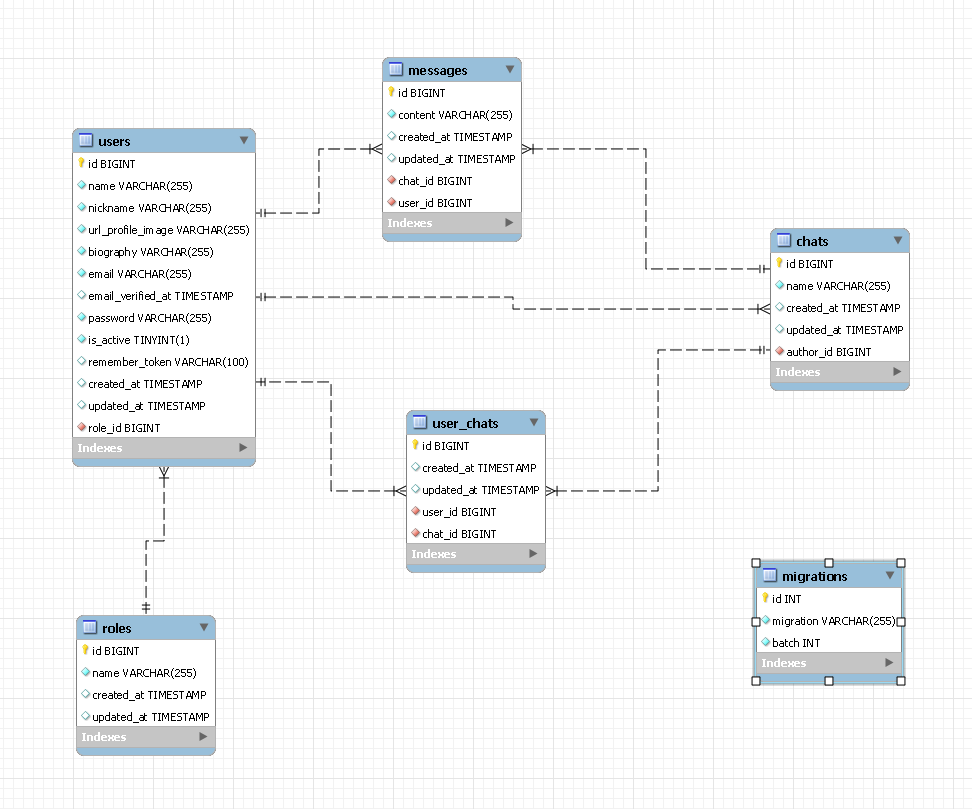 messages
id BIGINT
content VARCHAR(255)
created_at TIMESTAMP
updated_at TIMESTAMP
chat_id BIGINT
user_id BIGINT
Indexes
users
id BIGINT
name VARCHAR(255)
nickname VARCHAR(255)
url_profile_image VARCHAR(255)
biography VARCHAR(255)
email VARCHAR(255)
email_verified_at TIMESTAMP
password VARCHAR(255)
is_active TINYINT(1)
remember_token VARCHAR(100)
created_at TIMESTAMP
updated_at TIMESTAMP
role_id BIGINT
Indexes
chats
id BIGINT
name VARCHAR(255)
created_at TIMESTAMP
updated_at TIMESTAMP
author_id BIGINT
Indexes
user_chats
id BIGINT
created_at TIMESTAMP
updated_at TIMESTAMP
user_id BIGINT
chat_id BIGINT
Indexes
migrations
id INT
migration VARCHAR(255)
batch INT
Indexes
roles
id BIGINT
name VARCHAR(255)
created_at TIMESTAMP
updated_at TIMESTAMP
Indexes